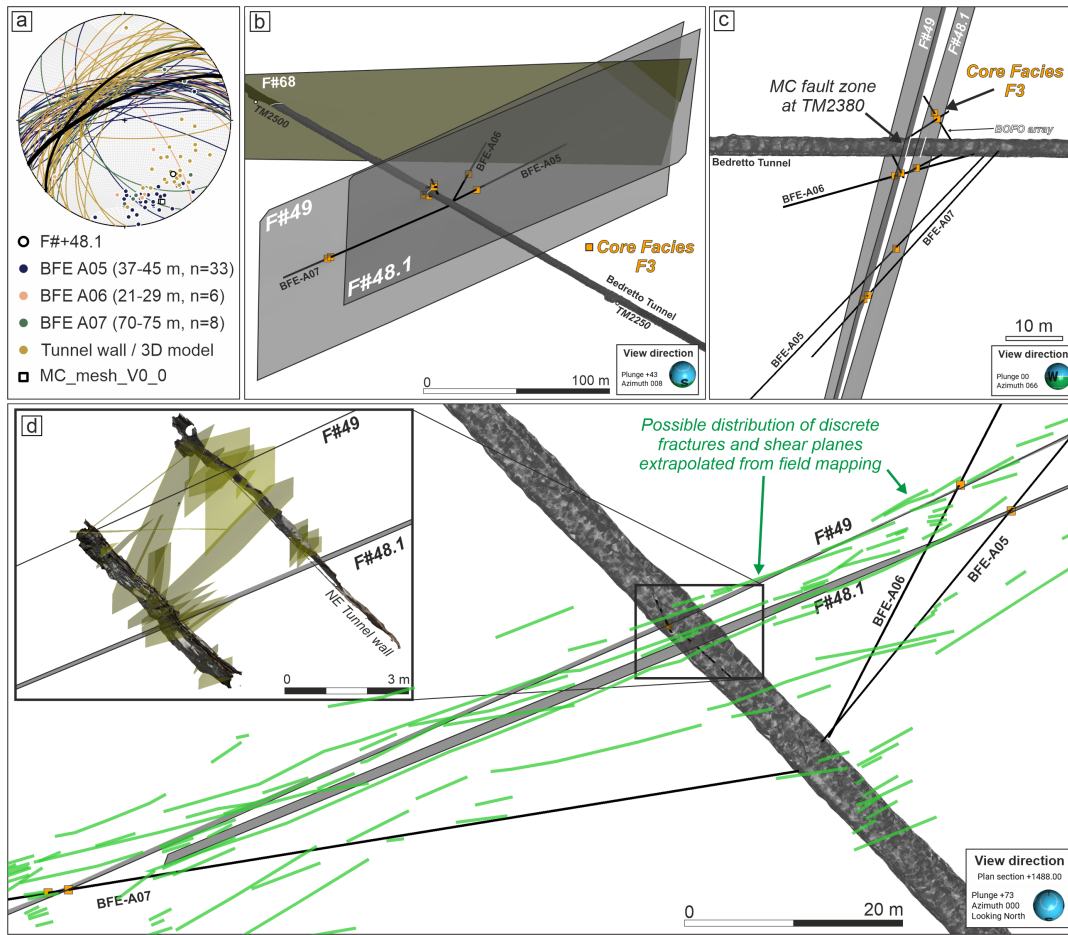 a
F#+48.1
BFE A05 (37-45 m, n=33)
BFE A06 (21-29 m, n=6)
BFE A07 (70-75 m, n=8)
Tunnel wall / 3D model
MC_mesh_V0_0
b
F#68
TM2500
BFE-A06
BFE-A05
F#49
F#48.1
BFE-A07
Core Facies
F3
Bedretto Tunnel
TM2250
0
100 m
View direction
Plunge +43
Azimuth 008
S
c
F#49
F#48.1
MC fault zone
at TM2380
Core Facies
F3
BOFO array
Bedretto Tunnel
BFE-A06
BFE-A07
BFE-A05
10 m
View direction
Plunge 00
Azimuth 066
W
d
F#49
F#48.1
NE Tunnel wall
0
3 m
Possible distribution of discrete
fractures and shear planes
extrapolated from field mapping
F#49
F#48.1
BFE-A06
BFE-A05
BFE-A07
0
20 m
View direction
Plan section +1488.00
Plunge +73
Azimuth 000
Looking North